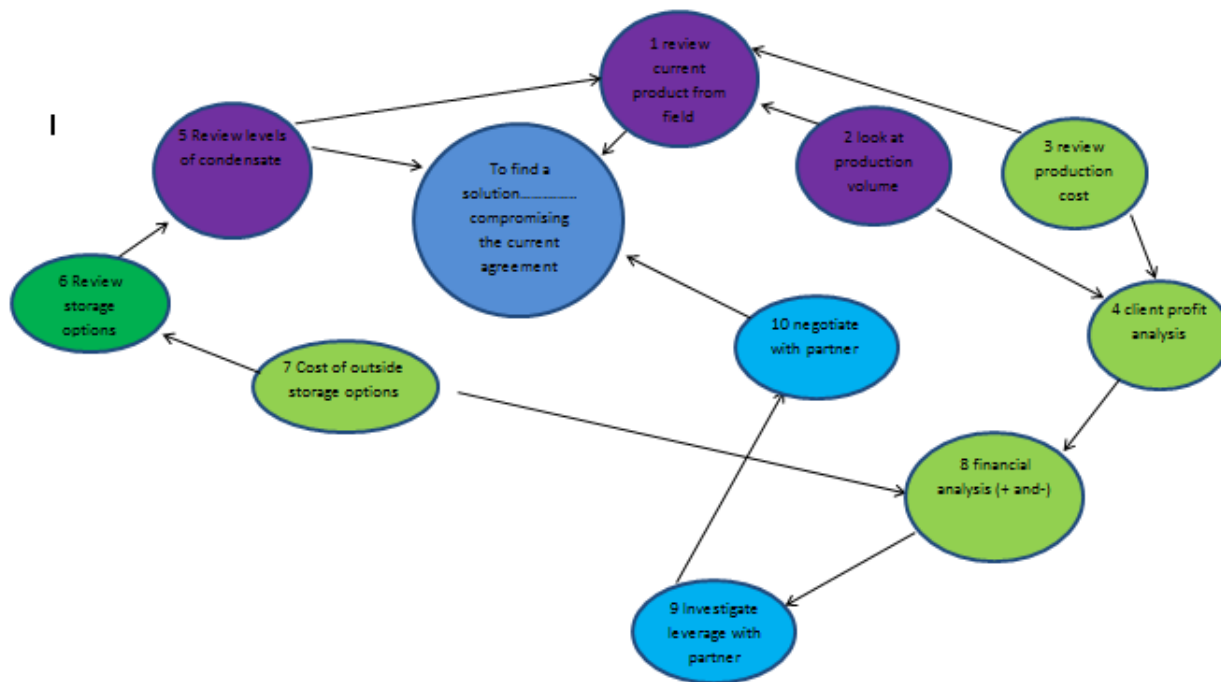 I
1 review
current
product from
field
2 look at
production
volume
3 review
production
cost
4 client profit
analysis
5 Review levels
of condensate
To find a
solution................
compromising
the current
agreement
6 Review
storage
options
7 Cost of outside
storage options
10 negotiate
with partner
8 financial
analysis (+ and-)
9 Investigate
leverage with
partner